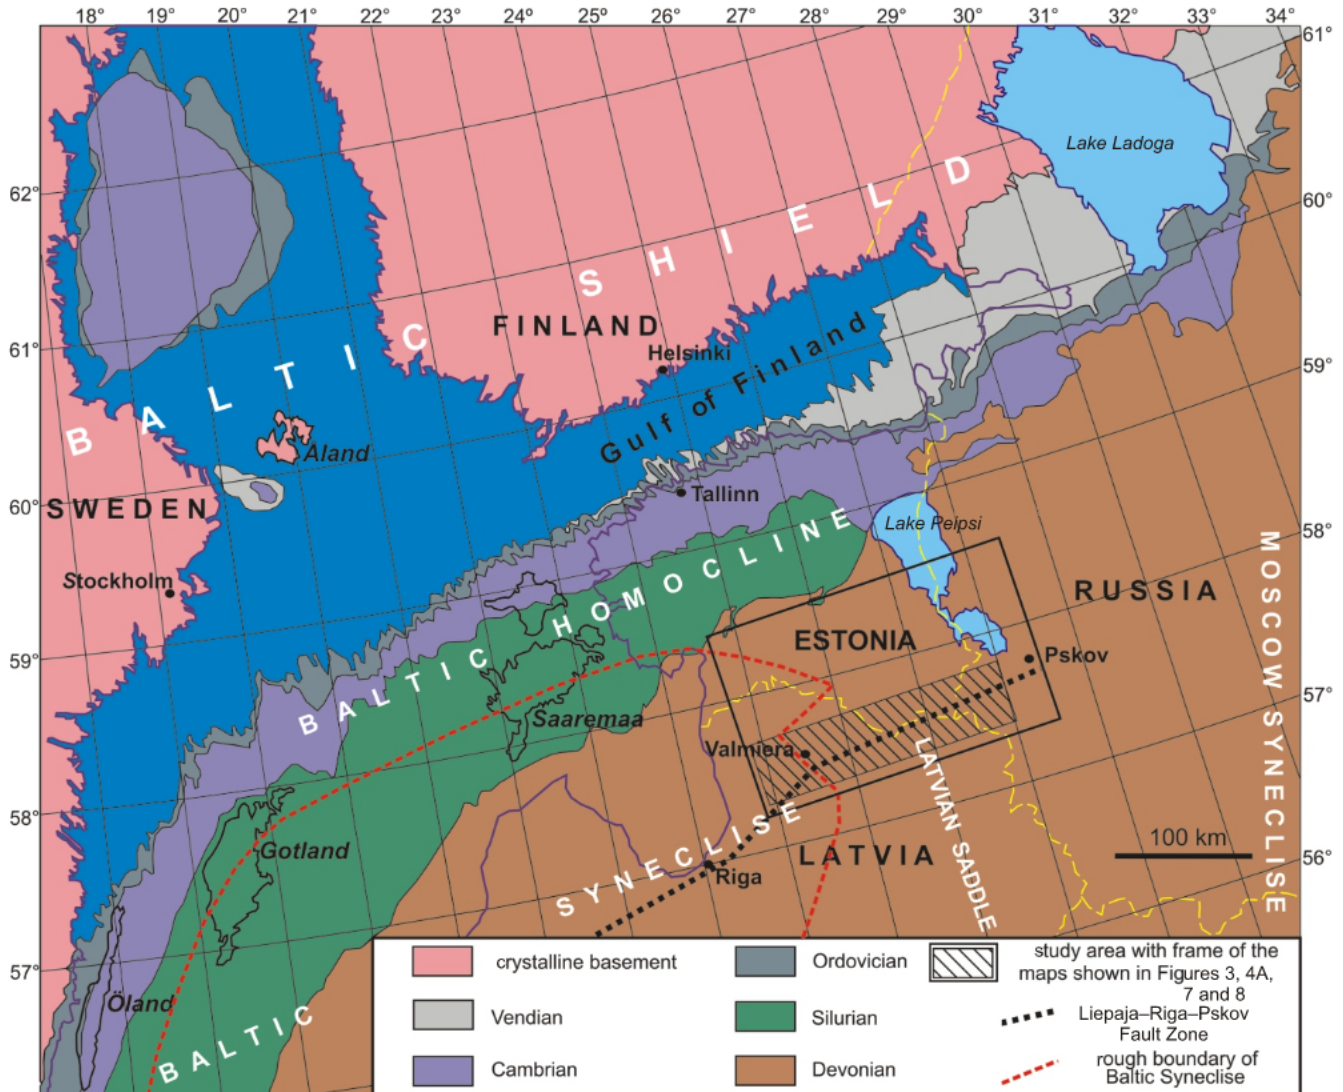 18° 19° 20° 21° 22° 23° 24° 25° 26° 27° 28° 29° 30° 31° 32° 33° 34°
61°
Lake Ladoga
62°
60°
BALTIC SHIELD
FINLAND
Helsinki
61°
Gulf of Finland
59°
Åland
Tallinn
60°
SWEDEN
Lake Peipsi
58°
Stockholm
RUSSIA
BALTIC HOMOCLINE
ESTONIA
59°
Pskov
57°
MOSCOW SYNECLISE
Saaremaa
Valmiera
LATVIAN SADDLE
58°
Gotland
100 km
LATVIA
56°
Riga
BALTIC SYNECLISE
57°
Öland
crystalline basement
Vendian
Cambrian
Ordovician
Silurian
Devonian
study area with frame of the
maps shown in Figures 3, 4A,
7 and 8
Liepaja–Riga–Pskov
Fault Zone
rough boundary of
Baltic Syneclise